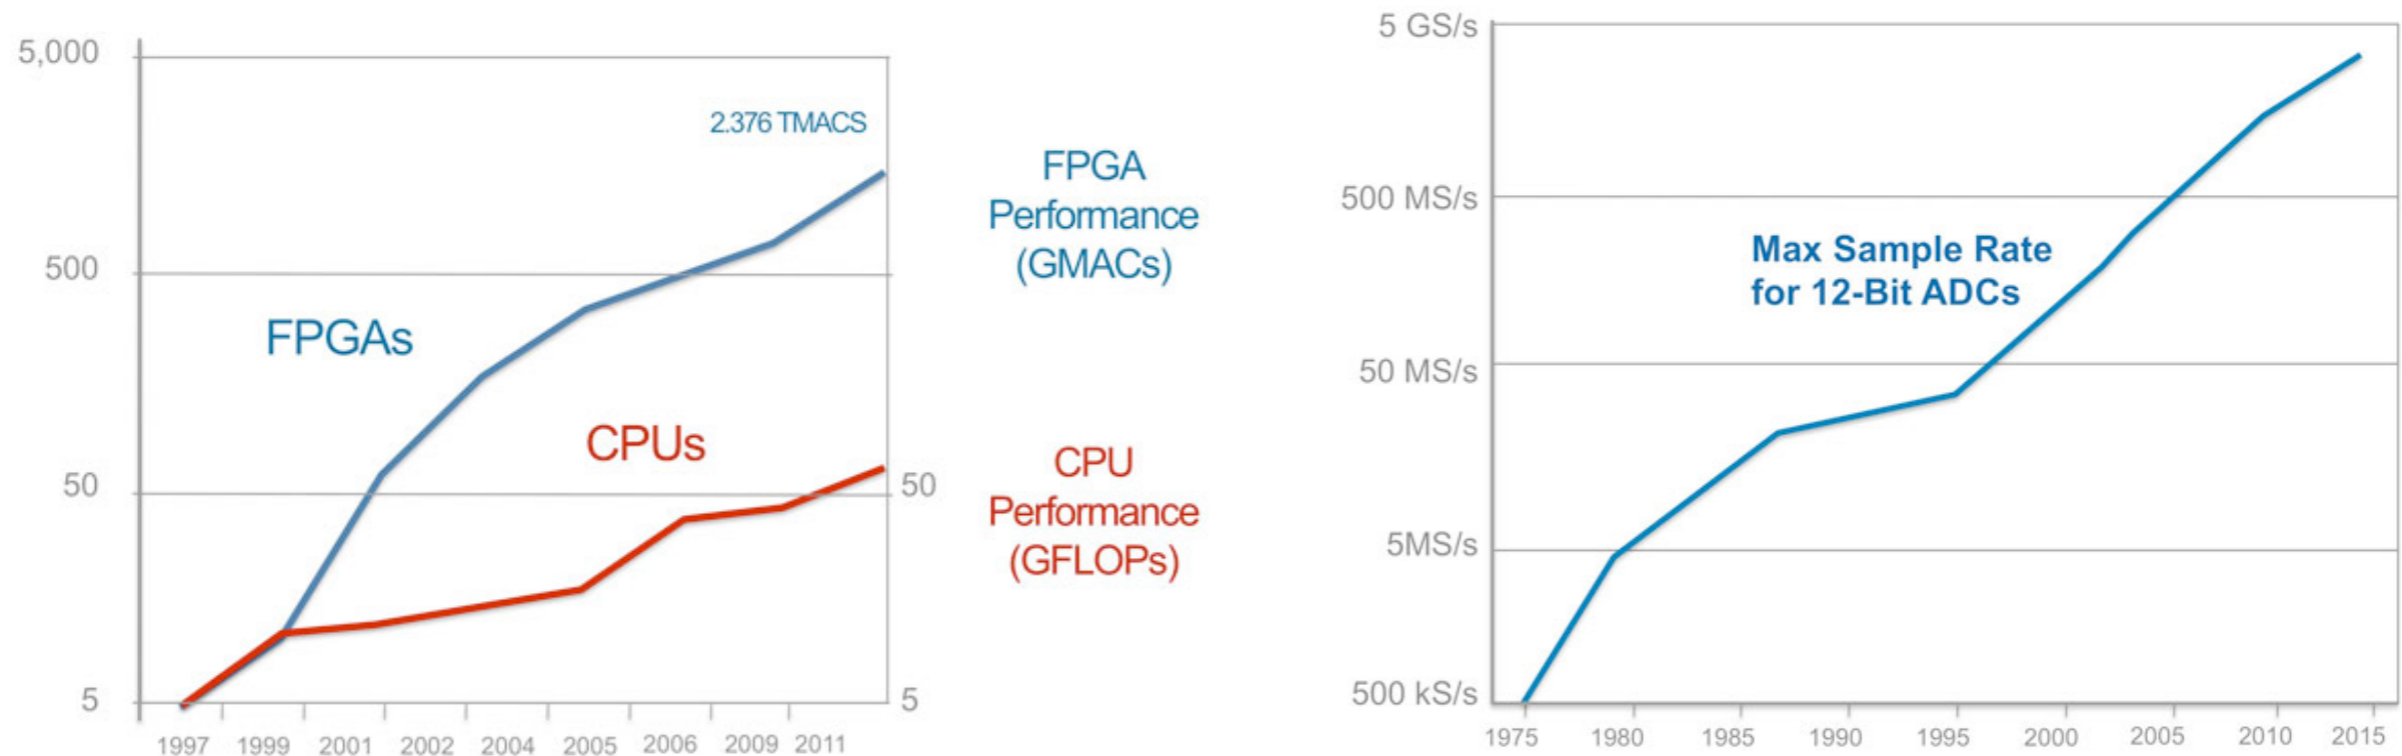 5,000
500
50
5
2.376 TMACS
FPGAs
CPUs
50
5
1997 1999 2001 2002 2004 2005 2006 2009 2011
FPGA
Performance
(GMACs)
CPU
Performance
(GFLOPs)
5 GS/s
500 MS/s
50 MS/s
5MS/s
500 kS/s
Max Sample Rate
for 12-Bit ADCs
1975 1980 1985 1990 1995 2000 2005 2010 2015